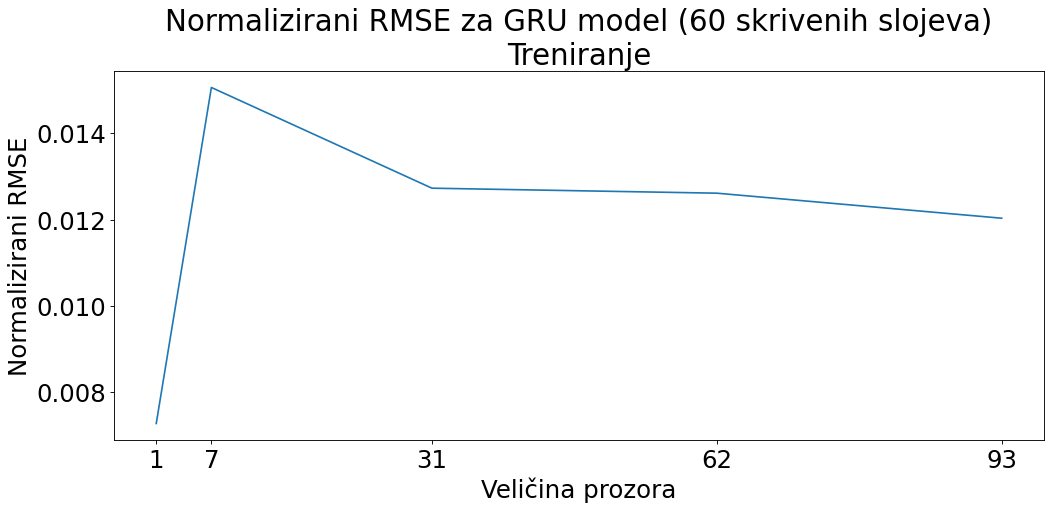 Normalizirani RMSE za GRU model (60 skrivenih slojeva)
Treniranje
Normalizirani RMSE
0.014
0.012
0.010
0.008
1 7 31 62 93
Veličina prozora